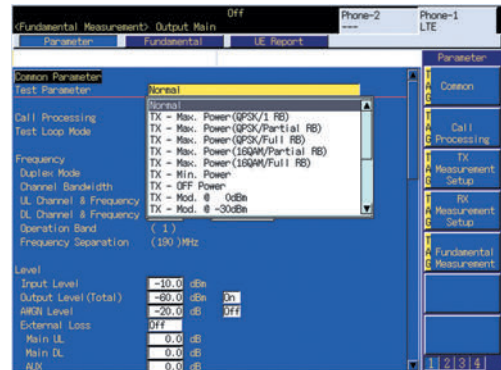 Off
<Fundamental Measurement> Output Main
Phone-2
---
Phone-1
LTE
Parameter
Fundamental
UE Report
Parameter
Common Parameter
Test Parameter
Normal
Normal
TX - Max. Power(QPSK/1 RB)
TX - Max. Power(QPSK/Partial RB)
TX - Max. Power(QPSK/Full RB)
TX - Max. Power(16QAM/Partial RB)
TX - Max. Power(16QAM/Full RB)
TX - Min. Power
TX - OFF Power
TX - Mod. @ 0dBm
TX - Mod. @ -30dBm
Call Processing
Test Loop Mode
Frequency
Duplex Mode
Channel Bandwidth
UL Channel & Frequency
DL Channel & Frequency
Operation Band ( 1 )
Frequency Separation (190 )MHz
Level
Input Level -10.0 dBm
Output Level(Total) -60.0 dBm On
AWGN Level -20.0 dB Off
External Loss Off
Main UL 0.0 dB
Main DL 0.0 dB
AUX 0.0 dB
TAG
Common
TAG
Call
Processing
TAG
TX
Measurement
Setup
TAG
RX
Measurement
Setup
TAG
Fundamental
Measurement
1 2 3 4